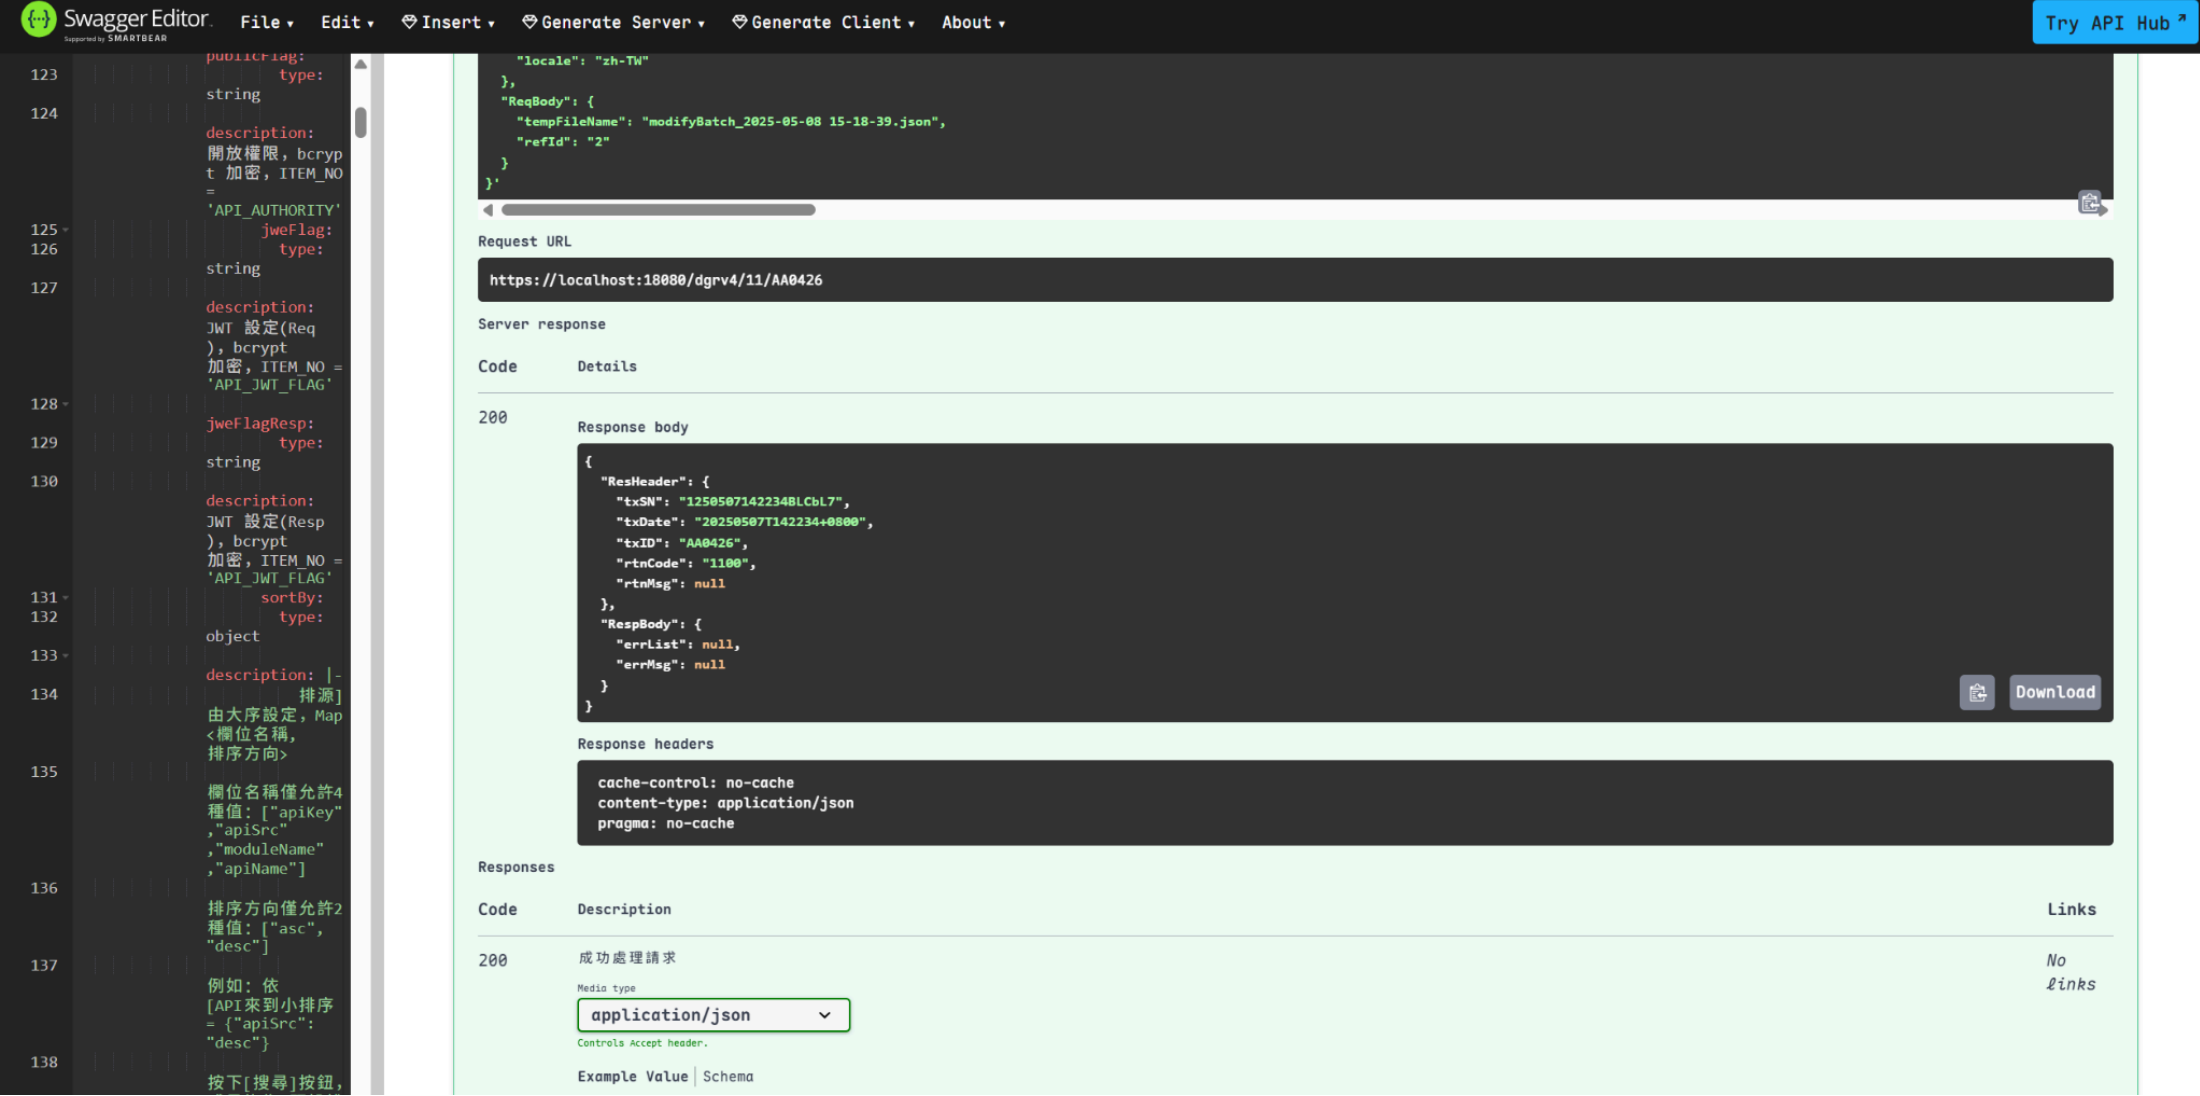 Swagger Editor.
Supported by SMARTBEAR
File
Edit
Insert
Generate Server
Generate Client
About
Try API Hub
publicFlag:
123 type:
string
124
description:
開放權限，bcryp
t 加密，ITEM_NO
=
'API_AUTHORITY'
125 jweFlag:
126 type:
string
127
description:
JWT 設定(Req
)，bcrypt
加密，ITEM_NO =
'API_JWT_FLAG'
128
jweFlagResp:
129 type:
string
130
description:
JWT 設定(Resp
)，bcrypt
加密，ITEM_NO =
'API_JWT_FLAG'
131 sortBy:
132 type:
object
133
description: |-
134 排源]
由大序設定，Map
<欄位名稱，
排序方向>
135
欄位名稱僅允許4
種值：["apiKey"
,"apiSrc"
,"moduleName"
,"apiName"]
136
排序方向僅允許2
種值：["asc",
"desc"]
137
例如：依
[API來到小排序
= {"apiSrc":
"desc"}
138
按下[搜尋]按鈕，
"locale": "zh-TW"
},
"ReqBody": {
"tempFileName": "modifyBatch_2025-05-08 15-18-39.json",
"refId": "2"
}
}'
Request URL
https://localhost:18080/dgrv4/11/AA0426
Server response
Code Details
200
Response body
{
"ResHeader": {
"txSN": "1250507142234BLCbL7",
"txDate": "20250507T142234+0800",
"txID": "AA0426",
"rtnCode": "1100",
"rtnMsg": null
},
"RespBody": {
"errList": null,
"errMsg": null
}
}
Download
Response headers
cache-control: no-cache
content-type: application/json
pragma: no-cache
Responses
Code Description Links
200 成功處理請求 No links
Media type
application/json
Controls Accept header.
Example Value Schema